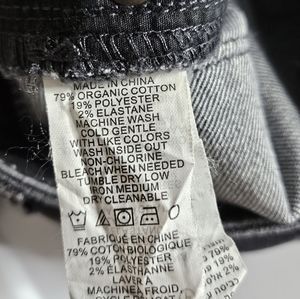 MADE IN CHINA
79% ORGANIC COTTON
19% POLYESTER
2% ELASTANE
MACHINE WASH
COLD GENTLE
WITH LIKE COLORS
WASH INSIDE OUT
NON-CHLORINE
BLEACH WHEN NEEDED
TUMBLE DRY LOW
IRON MEDIUM
DRY CLEANABLE
FABRIQUÉ EN CHINE
79% COTON BIOLOGIQUE
19% POLYESTER
2% ÉLASTHANNE
LAVER À LA
MACHINE À FROID,